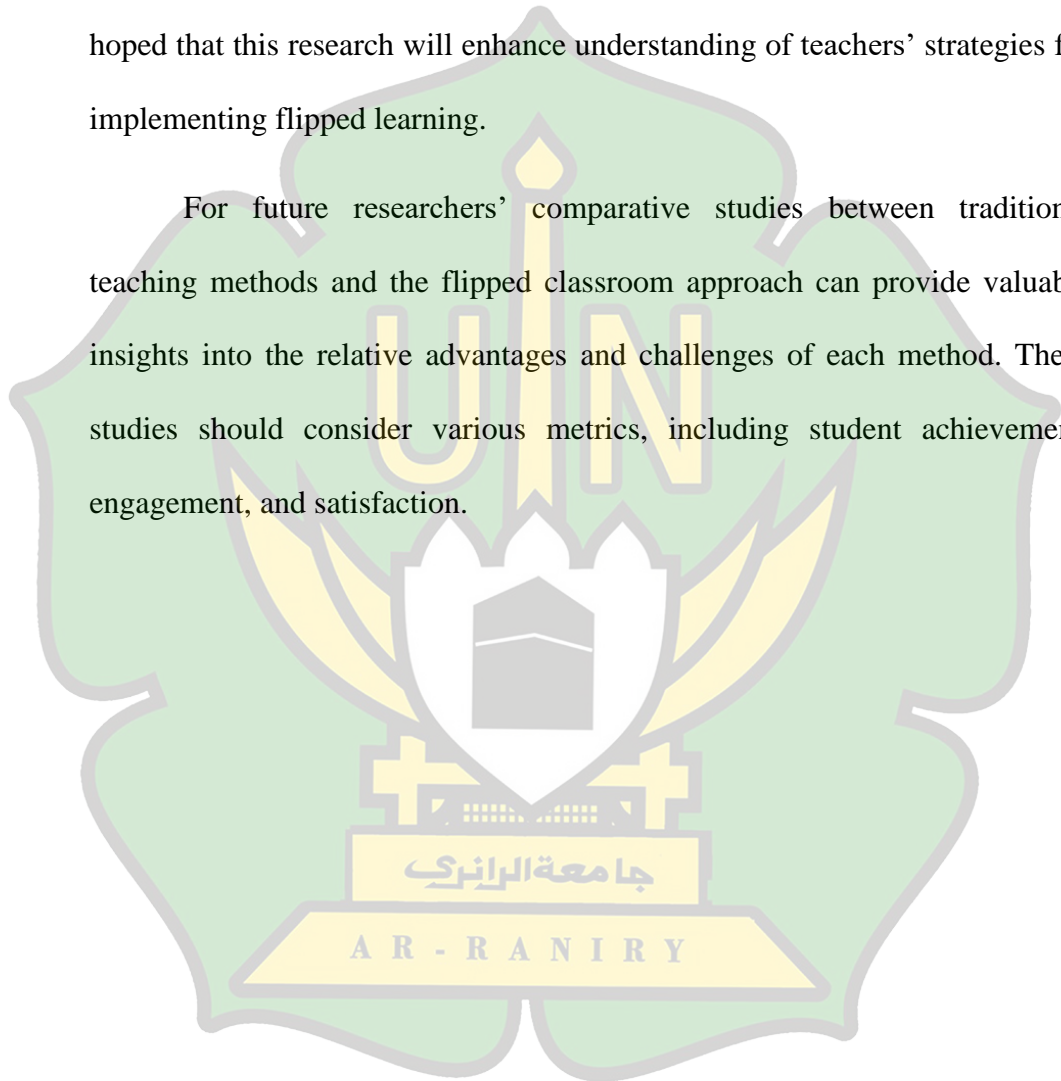 hoped that this research will enhance understanding of teachers’ strategies f
implementing flipped learning.
For future researchers’ comparative studies between tradition
teaching methods and the flipped classroom approach can provide valuab
insights into the relative advantages and challenges of each method. The
studies should consider various metrics, including student achievemen
engagement, and satisfaction.
UIN
جامعة الرانري
AR-RANIRY